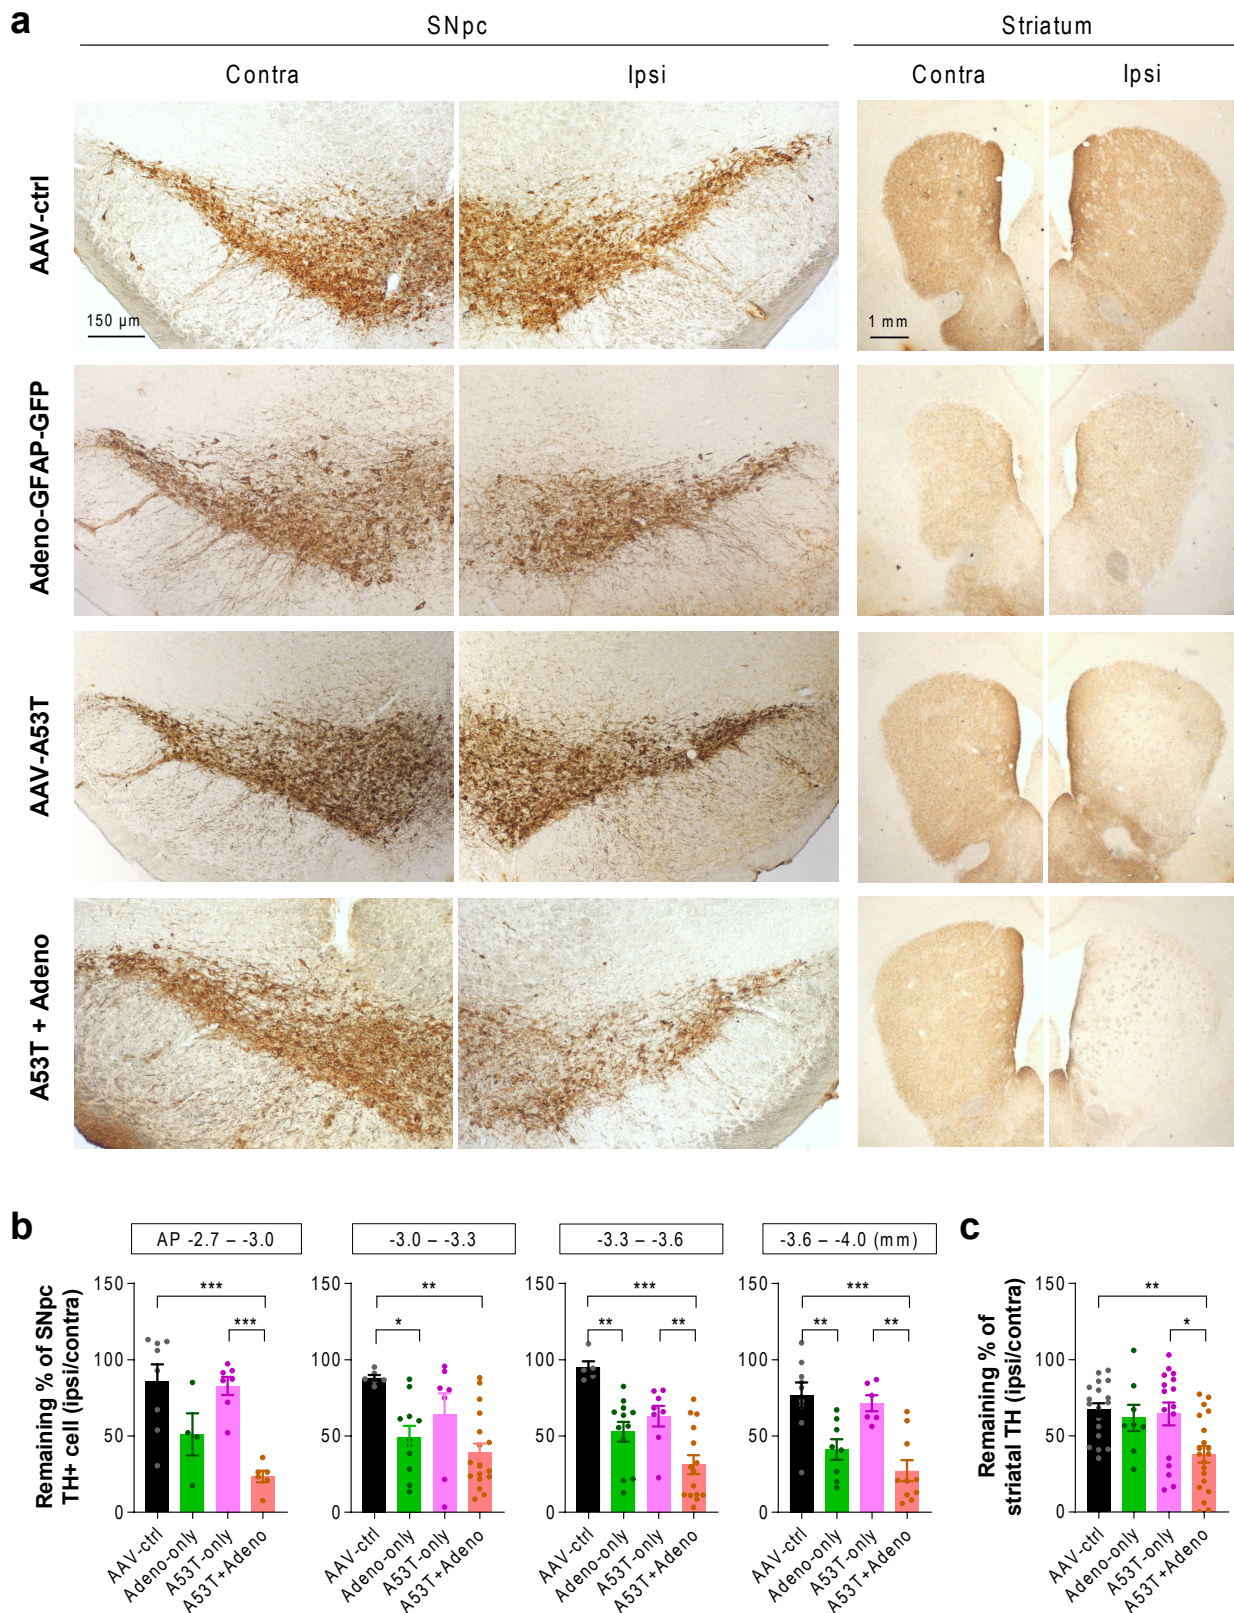 a
SNpc
Striatum
Contra
Ipsi
Contra
Ipsi
AAV-ctrl
150 µm
1 mm
Adeno-GFAP-GFP
AAV-A53T
A53T + Adeno
b
AP -2.7 – -3.0
-3.0 – -3.3
-3.3 – -3.6
-3.6 – -4.0 (mm)
Remaining % of SNpc
TH+ cell (ipsi/contra)
150
100
50
0
***
***
AAV-ctrl
Adeno-only
A53T-only
A53T+Adeno
150
100
50
0
**
*
AAV-ctrl
Adeno-only
A53T-only
A53T+Adeno
150
100
50
0
***
**
**
AAV-ctrl
Adeno-only
A53T-only
A53T+Adeno
150
100
50
0
***
**
**
AAV-ctrl
Adeno-only
A53T-only
A53T+Adeno
c
Remaining % of
striatal TH (ipsi/contra)
150
100
50
0
**
*
AAV-ctrl
Adeno-only
A53T-only
A53T+Adeno